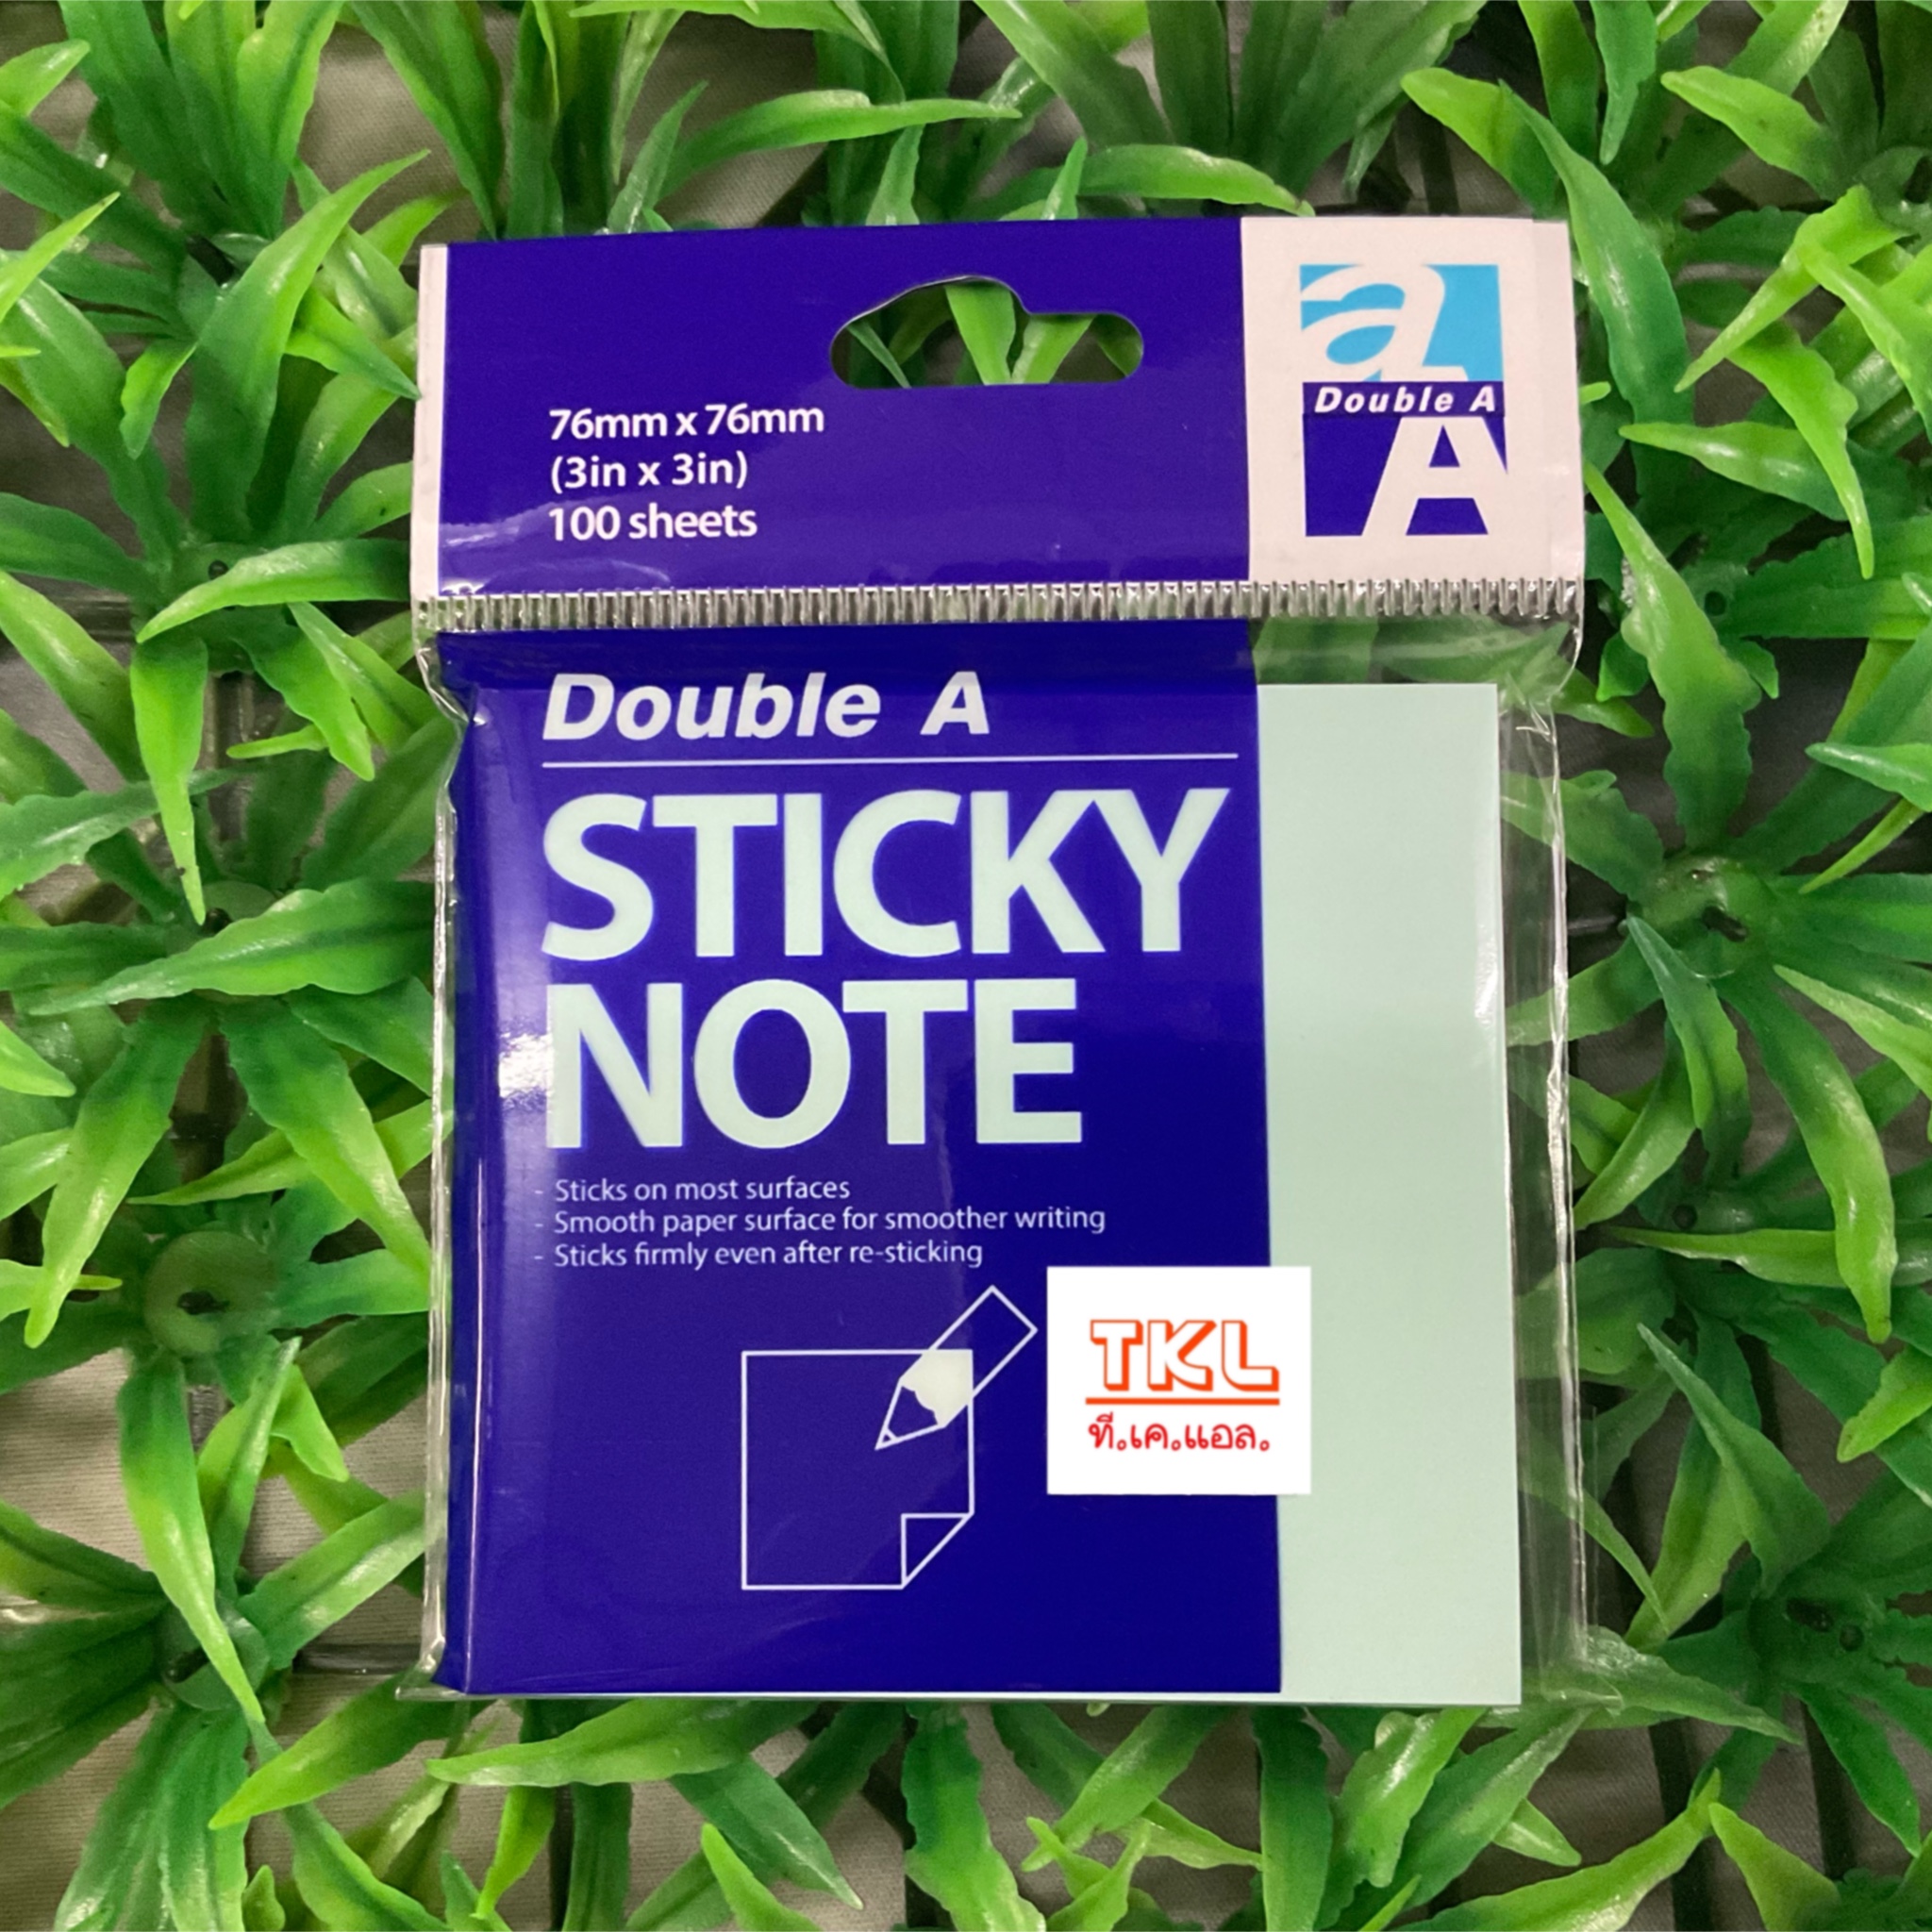 76mm x 76mm
(3in x 3in)
100 sheets
a
Double A
A
Double A
STICKY
NOTE
- Sticks on most surfaces
- Smooth paper surface for smoother writing
- Sticks firmly even after re-sticking
TKL
ที.เค.แอล.